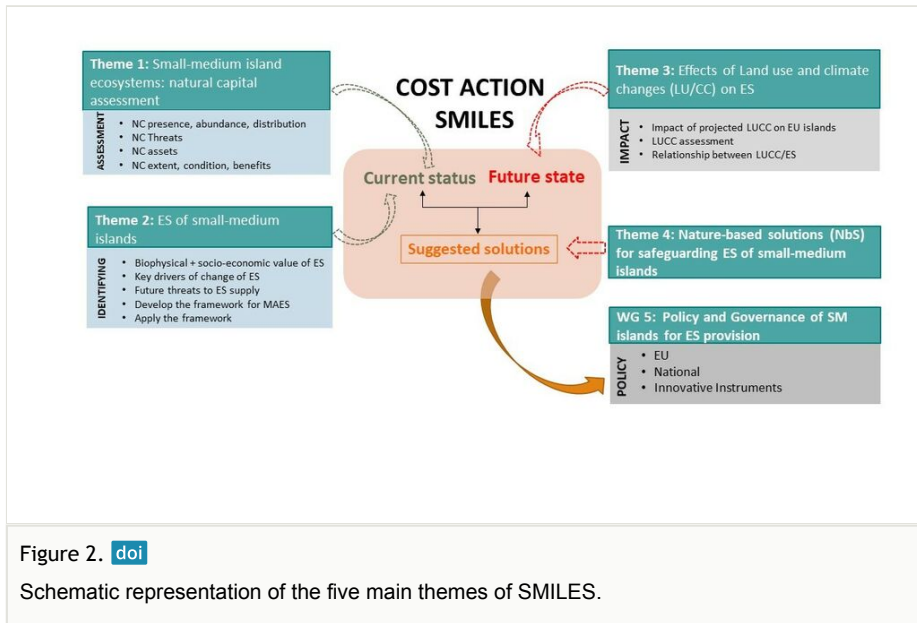 Theme 1: Small-medium island
ecosystems: natural capital
assessment
ASSESSMENT
• NC presence, abundance, distribution
• NC Threats
• NC assets
• NC extent, condition, benefits
Theme 2: ES of small-medium
islands
IDENTIFYING
• Biophysical + socio-economic value of ES
• Key drivers of change of ES
• Future threats to ES supply
• Develop the framework for MAES
• Apply the framework
COST ACTION
SMILES
Current status
Future state
Suggested solutions
Theme 3: Effects of Land use and climate
changes (LU/CC) on ES
IMPACT
• Impact of projected LUCC on EU islands
• LUCC assessment
• Relationship between LUCC/ES
Theme 4: Nature-based solutions (NbS)
for safeguarding ES of small-medium
islands
WG 5: Policy and Governance of SM
islands for ES provision
POLICY
• EU
• National
• Innovative Instruments
Figure 2. doi
Schematic representation of the five main themes of SMILES.